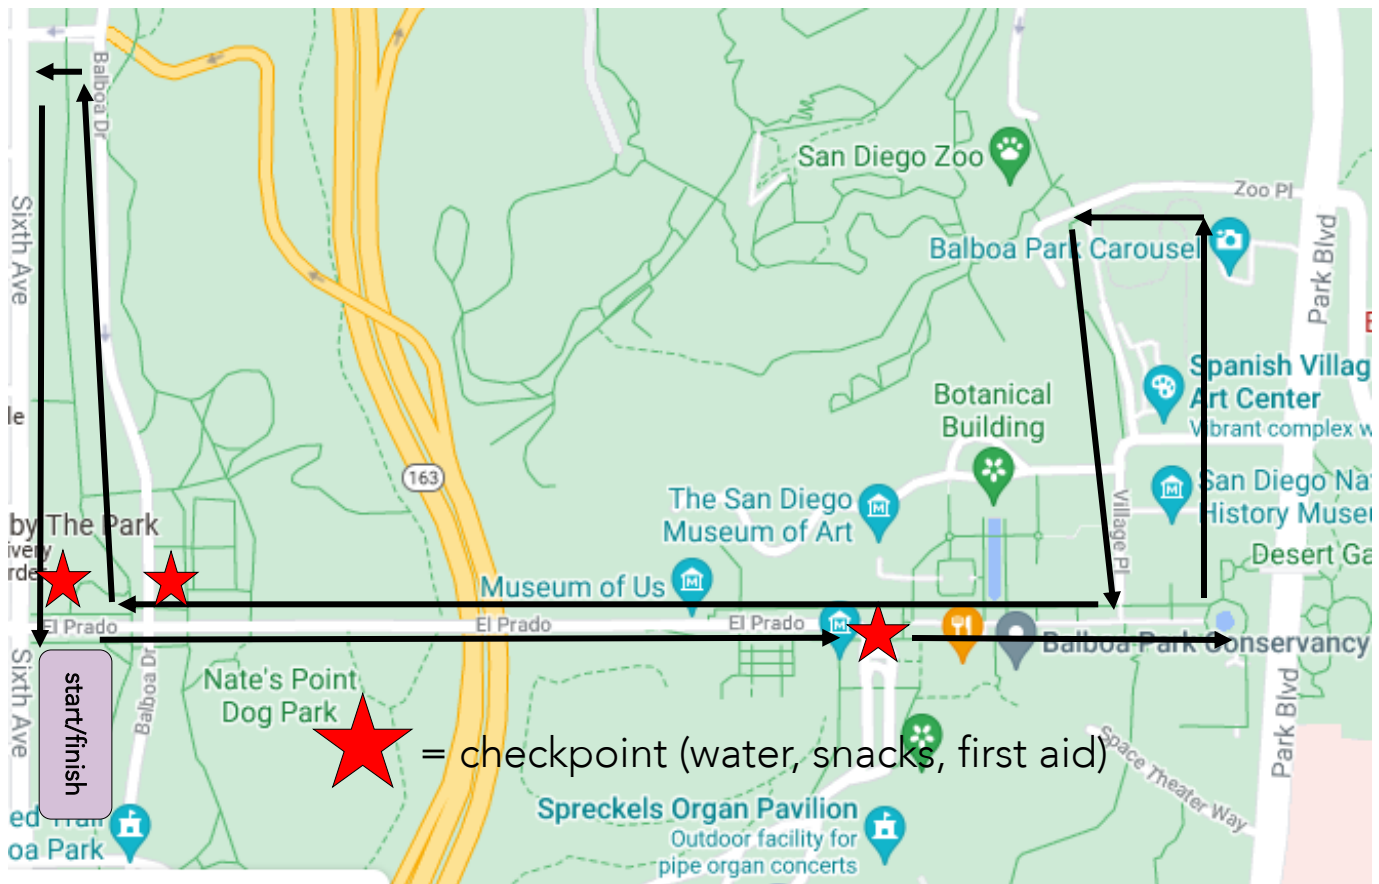 Balboa Dr
San Diego Zoo
Zoo Pl
Sixth Ave
Park Blvd
Balboa Park Carousel
Spanish Villag
Art Center
Vibrant complex w
le
Botanical
Building
163
San Diego Na
History Museu
The San Diego
Museum of Art
Village Pl
by The Park
ivery
rde
Desert Ga
Museum of Us
El Prado
El Prado
El Prado
Balboa Park Conservancy
Sixth Ave
Balboa Dr
start/finish
Nate's Point
Dog Park
Park Blvd
= checkpoint (water, snacks, first aid)
Space Theater Way
Spreckels Organ Pavilion
Outdoor facility for
pipe organ concerts
oa Park